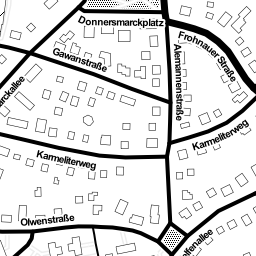 Donnersmarckplatz
Frohnauer Straße
Gawanstraße
Alemannenstraße
Karmeliterweg
Karmeliterweg
Olwenstraße